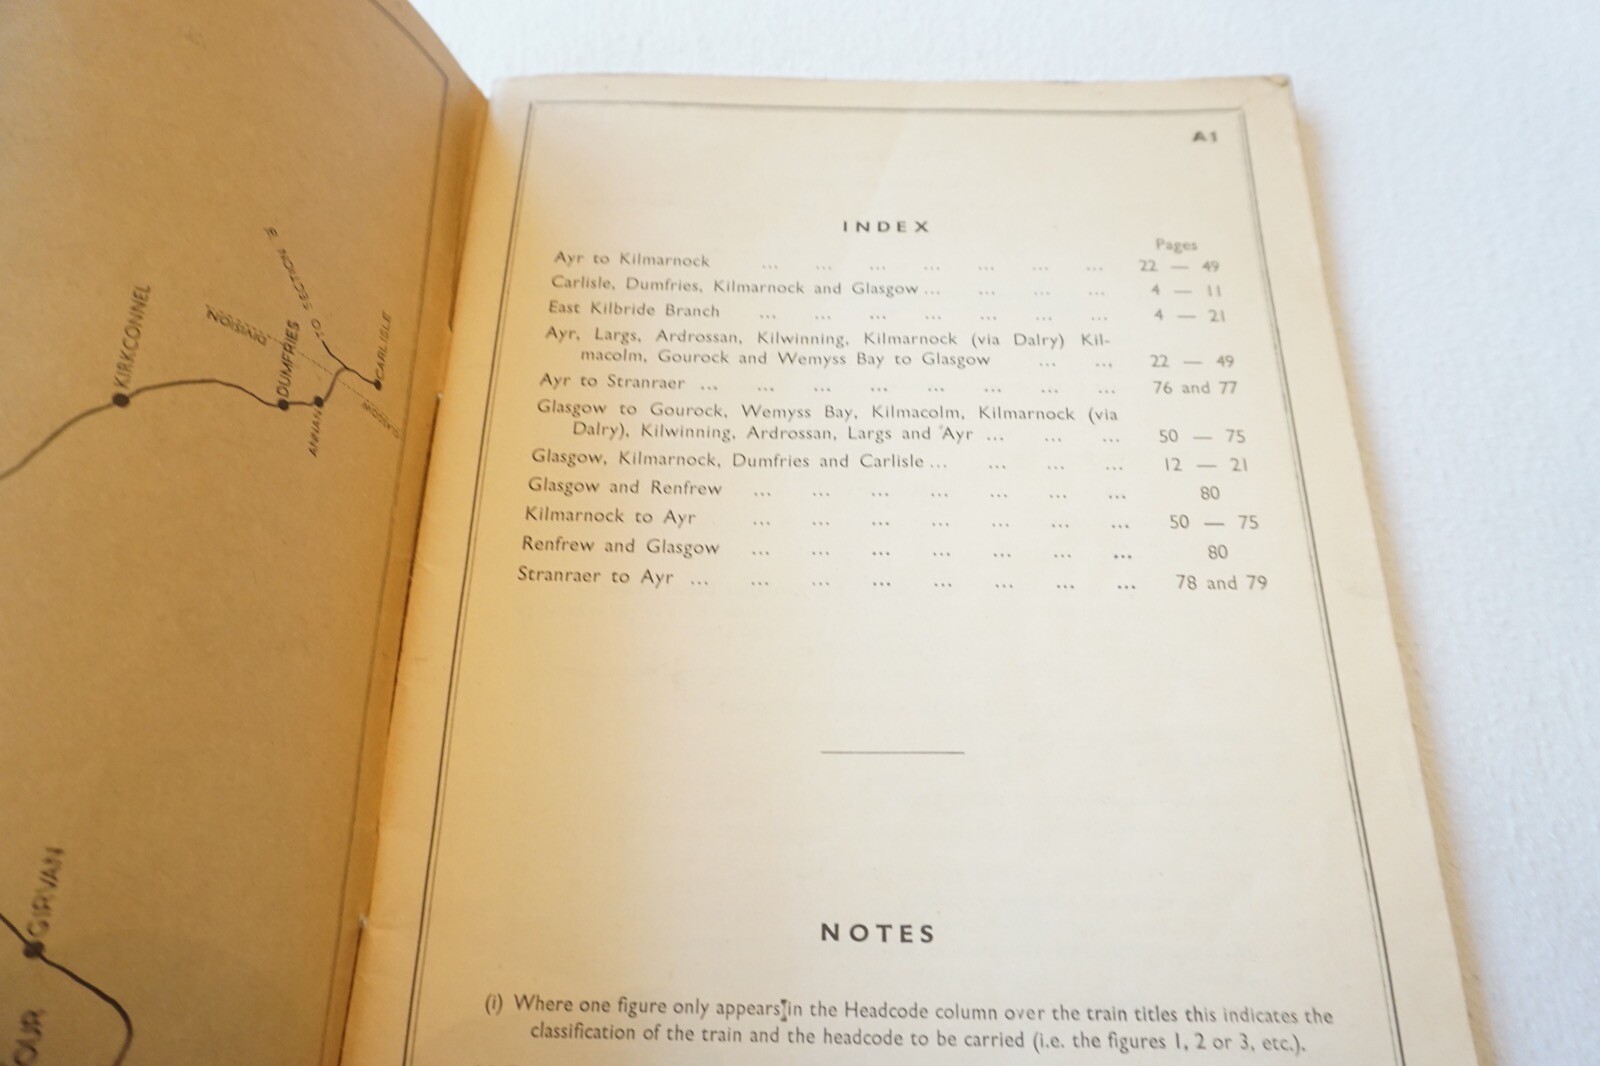 KIRKCONNEL
DUMFRIES
ANNAN
CARLISLE
TO SECTION 'B'
DIVISION
GLASGOW
GIRVAN
OUR
A1
INDEX
Pages
Ayr to Kilmarnock ... ... ... ... ... ... ... 22 — 49
Carlisle, Dumfries, Kilmarnock and Glasgow ... ... ... ... 4 — 11
East Kilbride Branch ... ... ... ... ... ... ... 4 — 21
Ayr, Largs, Ardrossan, Kilwinning, Kilmarnock (via Dalry) Kil-
macolm, Gourock and Wemyss Bay to Glasgow ... ... 22 — 49
Ayr to Stranraer ... ... ... ... ... ... ... ... 76 and 77
Glasgow to Gourock, Wemyss Bay, Kilmacolm, Kilmarnock (via
Dalry), Kilwinning, Ardrossan, Largs and Ayr ... ... ... 50 — 75
Glasgow, Kilmarnock, Dumfries and Carlisle ... ... ... ... 12 — 21
Glasgow and Renfrew ... ... ... ... ... ... ... 80
Kilmarnock to Ayr ... ... ... ... ... ... ... 50 — 75
Renfrew and Glasgow ... ... ... ... ... ... ... 80
Stranraer to Ayr ... ... ... ... ... ... ... ... 78 and 79
NOTES
(i) Where one figure only appears in the Headcode column over the train titles this indicates the
classification of the train and the headcode to be carried (i.e. the figures 1, 2 or 3, etc.).